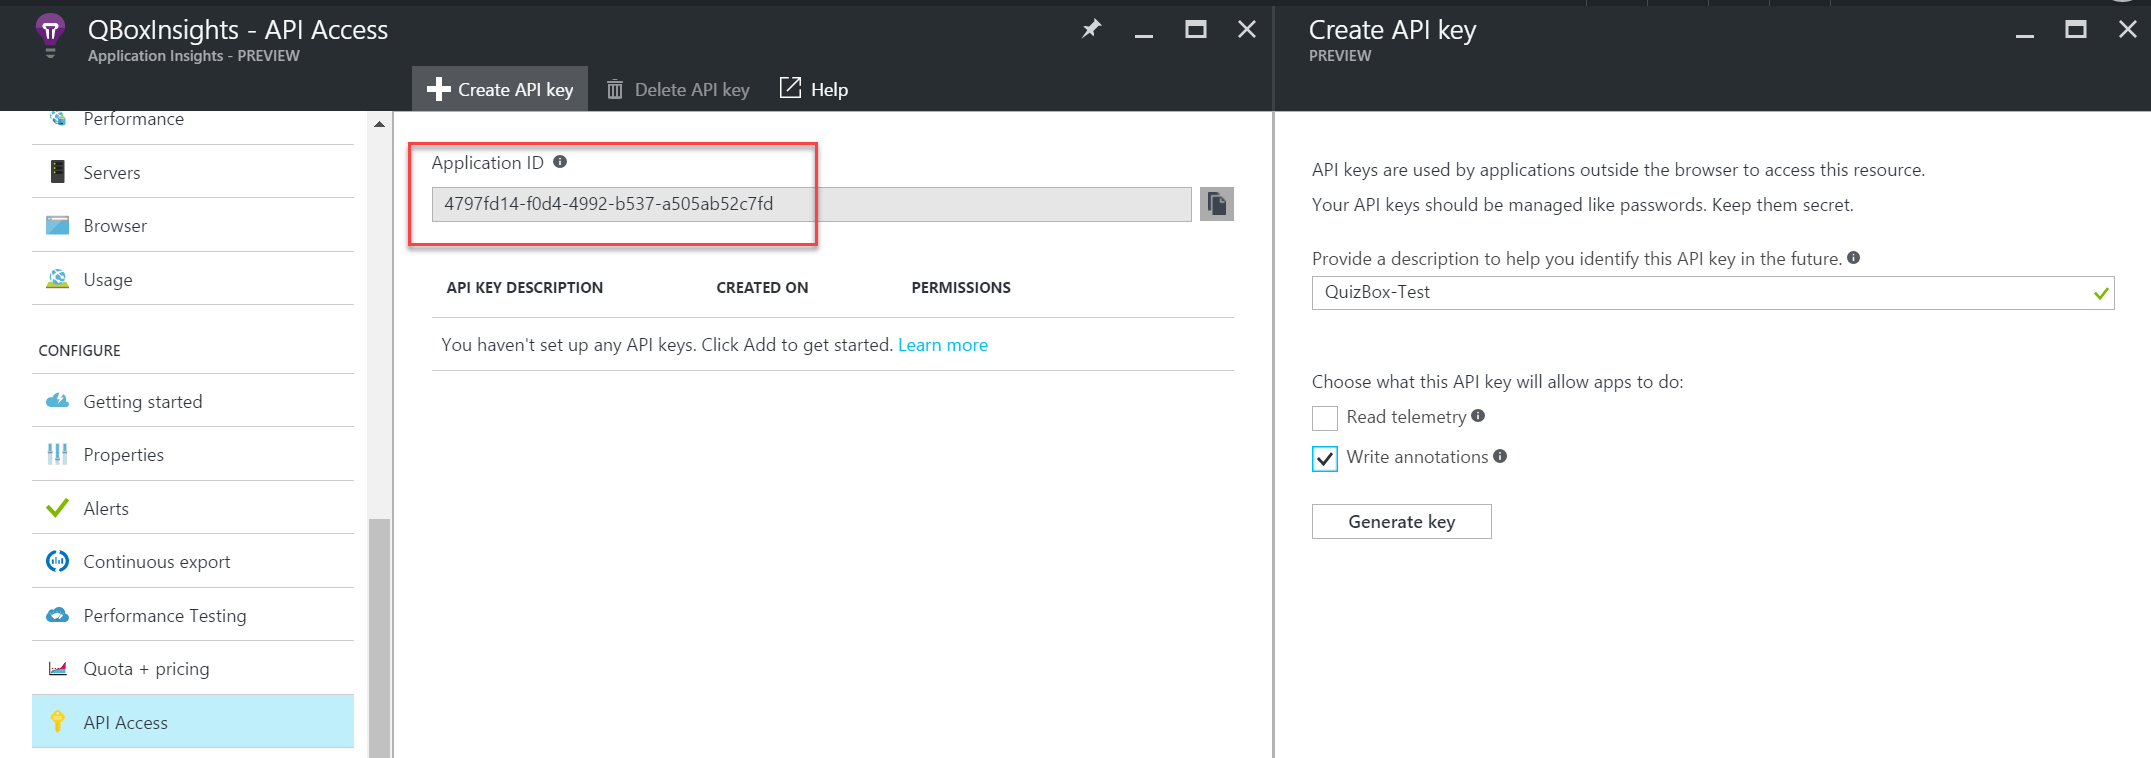 QBoxInsights - API Access
Application Insights - PREVIEW
Create API key
Delete API key
Help
Performance
Servers
Browser
Usage
CONFIGURE
Getting started
Properties
Alerts
Continuous export
Performance Testing
Quota + pricing
API Access
Application ID
4797fd14-f0d4-4992-b537-a505ab52c7fd
API KEY DESCRIPTION CREATED ON PERMISSIONS
You haven't set up any API keys. Click Add to get started. Learn more
Create API key
PREVIEW
API keys are used by applications outside the browser to access this resource.
Your API keys should be managed like passwords. Keep them secret.
Provide a description to help you identify this API key in the future.
QuizBox-Test
Choose what this API key will allow apps to do:
Read telemetry
Write annotations
Generate key